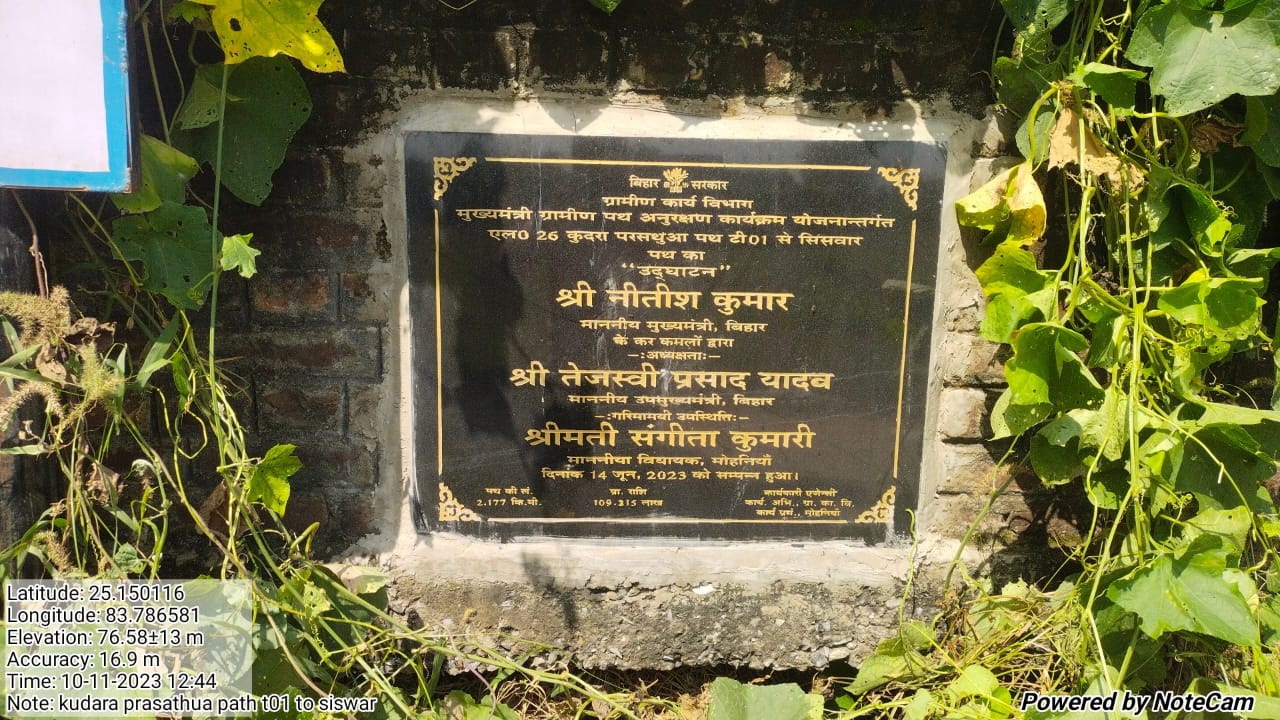 बिहार सरकार
ग्रामीण कार्य विभाग
मुख्यमंत्री ग्रामीण पथ अनुरक्षण कार्यक्रम योजनान्तर्गत
एल0 26 कुदरा परसथुंआ पथ टी01 से सिसवार
पथ का
"उद्घाटन"
श्री नीतीश कुमार
माननीय मुख्यमंत्री, बिहार
के कर कमलों द्वारा
–:अध्यक्षता:–
श्री तेजस्वी प्रसाद यादव
माननीय उपमुख्यमंत्री, बिहार
–:गरिमामयी उपस्थिति:–
श्रीमती संगीता कुमारी
माननीया विधायक, मोहनियाँ
दिनांक 14 जून, 2023 को सम्पन्न हुआ।
पथ की लं. प्रा. राशि कार्यकारी एजेन्सी
2.177 कि.मी. 109.215 लाख कार्य. अभि., ग्रा. का. वि.
कार्य प्रमं., मोहनियां
Latitude: 25.150116
Longitude: 83.786581
Elevation: 76.58±13 m
Accuracy: 16.9 m
Time: 10-11-2023 12:44
Note: kudara prasathua path t01 to siswar
Powered by NoteCam